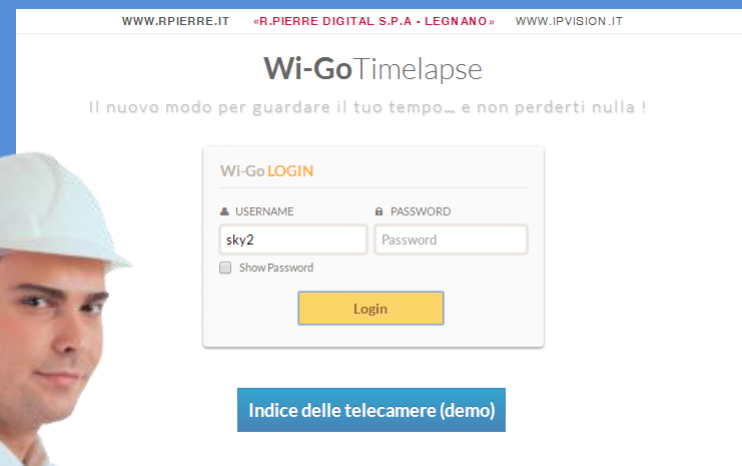 WWW.RPIERRE.IT «R.PIERRE DIGITAL S.P.A - LEGNANO» WWW.IPVISION.IT
Wi-GoTimelapse
Il nuovo modo per guardare il tuo tempo... e non perderti nulla !
Wi-Go LOGIN
USERNAME PASSWORD
sky2 Password
Show Password
Login
Indice delle telecamere (demo)